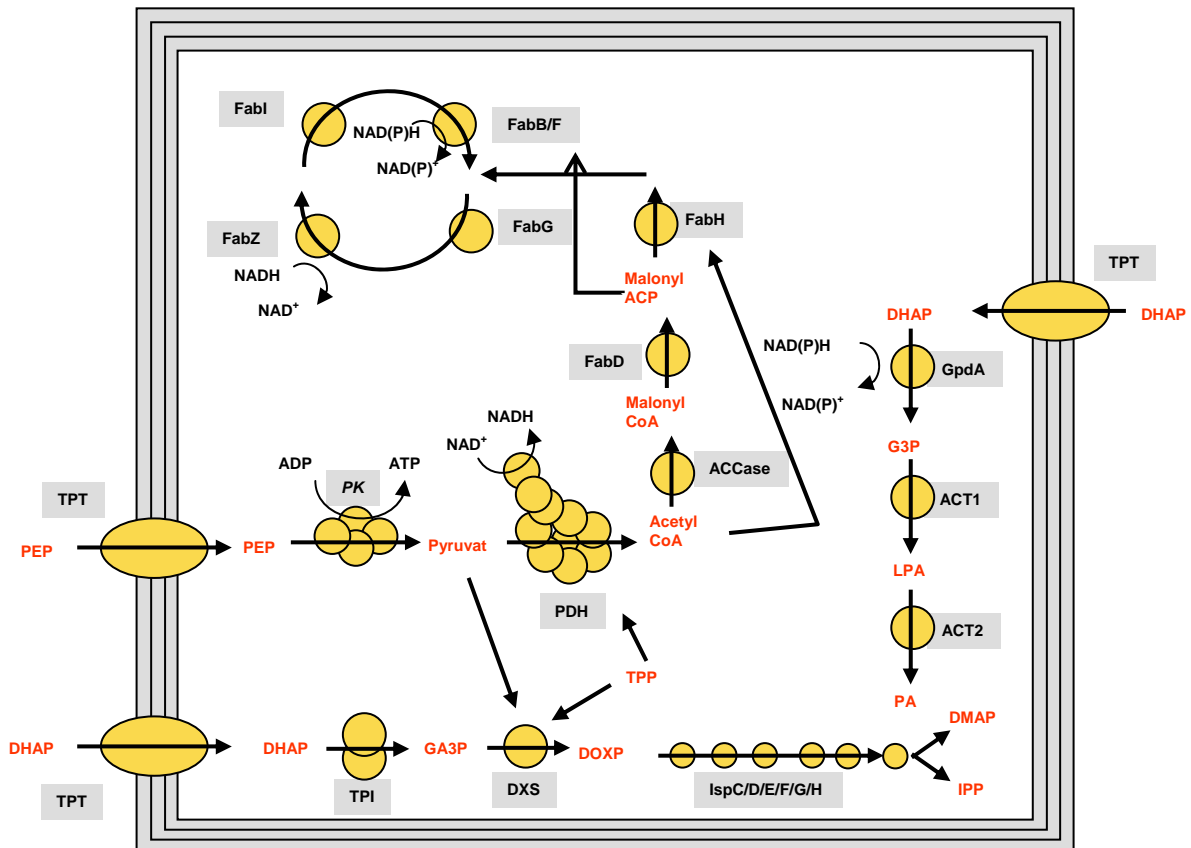 FabI
NAD(P)H
FabB/F
NAD(P)+
FabZ
FabG
FabH
NADH
NAD+
Malonyl
ACP
TPT
DHAP
DHAP
NAD(P)H
GpdA
NAD(P)+
FabD
Malonyl
CoA
NADH
NAD+
G3P
ADP
ATP
PK
ACCase
ACT1
TPT
PEP
PEP
Pyruvat
Acetyl
CoA
LPA
PDH
ACT2
TPP
PA
DMAP
DHAP
DHAP
GA3P
DOXP
TPT
TPI
DXS
IspC/D/E/F/G/H
IPP